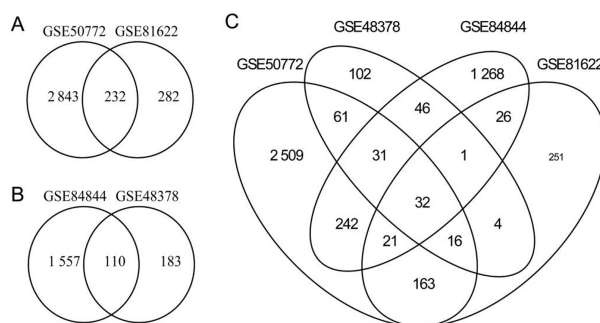 A
GSE50772 GSE81622
2 843 232 282
B
GSE84844 GSE48378
1 557 110 183
C
GSE48378 GSE84844
GSE50772 GSE81622
102 1 268
61 46 26
2 509 31 1 251
32
242 21 16 4
163